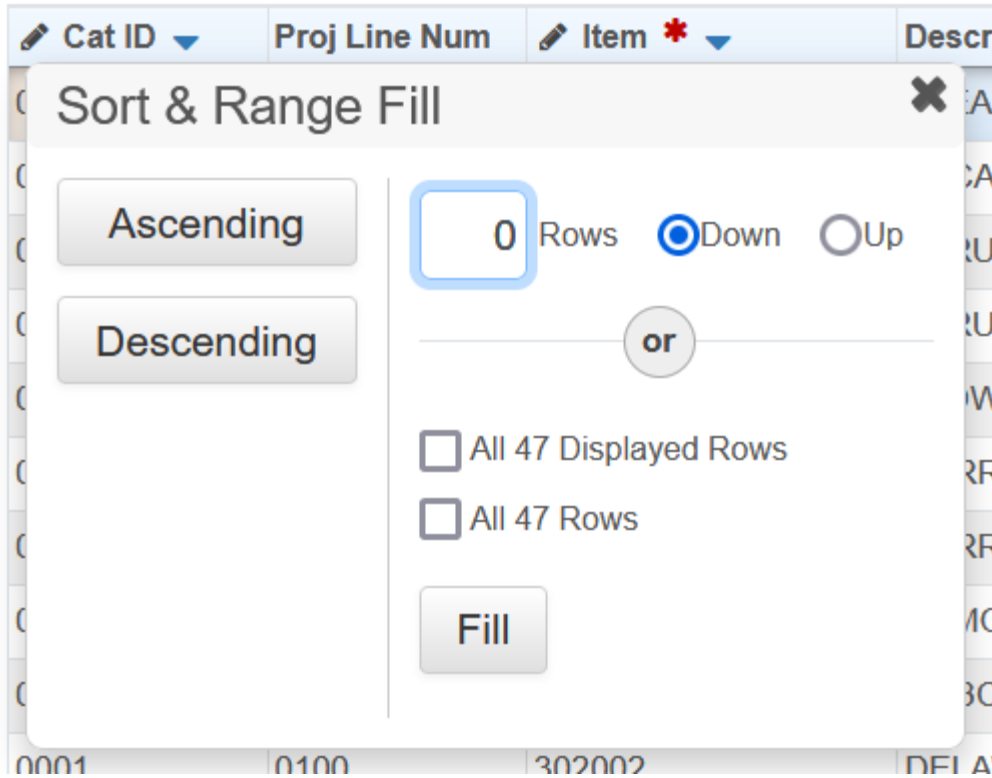 Cat ID Proj Line Num Item * Descr
Sort & Range Fill
Ascending
Descending
0 Rows Down Up
or
All 47 Displayed Rows
All 47 Rows
Fill
0001 0100 302002